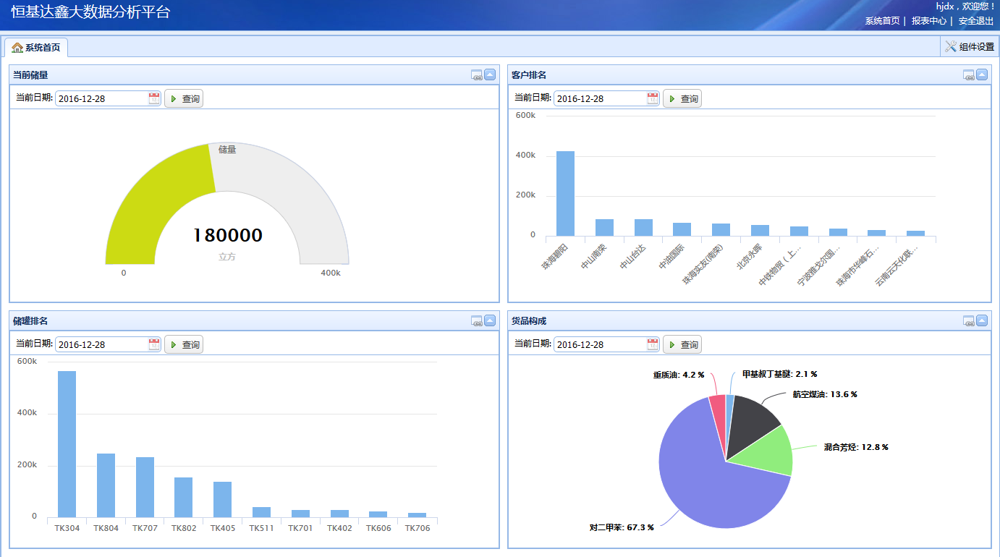 恒基达鑫大数据分析平台
hjdx，欢迎您！
系统首页 | 报表中心 | 安全退出
系统首页
组件设置
当前储量
当前日期: 2016-12-28 查询
储量
180000
立方
0 400k
客户排名
当前日期: 2016-12-28 查询
600k
400k
200k
0
珠海碧阳 中山南荣 中山台达 中油国际 珠海实友(南荣) 北京永晖 中铁物贸（上… 宁波雅戈尔国… 珠海市华峰石… 云南云天化联…
储罐排名
当前日期: 2016-12-28 查询
600k
400k
200k
0
TK304 TK804 TK707 TK802 TK405 TK511 TK701 TK402 TK606 TK706
货品构成
当前日期: 2016-12-28 查询
重质油: 4.2 % 甲基叔丁基醚: 2.1 %
航空煤油: 13.6 %
混合芳烃: 12.8 %
对二甲苯: 67.3 %